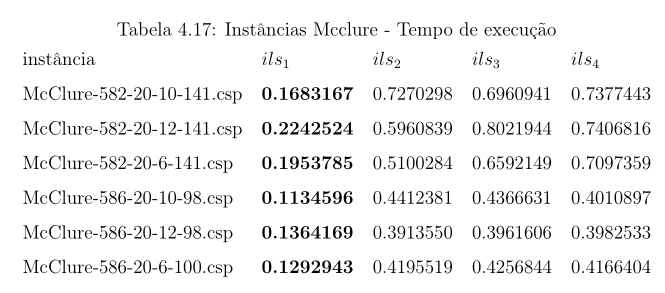 Tabela 4.17: Instâncias Mcclure - Tempo de execução
instância ils1 ils2 ils3 ils4
McClure-582-20-10-141.csp 0.1683167 0.7270298 0.6960941 0.7377443
McClure-582-20-12-141.csp 0.2242524 0.5960839 0.8021944 0.7406816
McClure-582-20-6-141.csp 0.1953785 0.5100284 0.6592149 0.7097359
McClure-586-20-10-98.csp 0.1134596 0.4412381 0.4366631 0.4010897
McClure-586-20-12-98.csp 0.1364169 0.3913550 0.3961606 0.3982533
McClure-586-20-6-100.csp 0.1292943 0.4195519 0.4256844 0.4166404